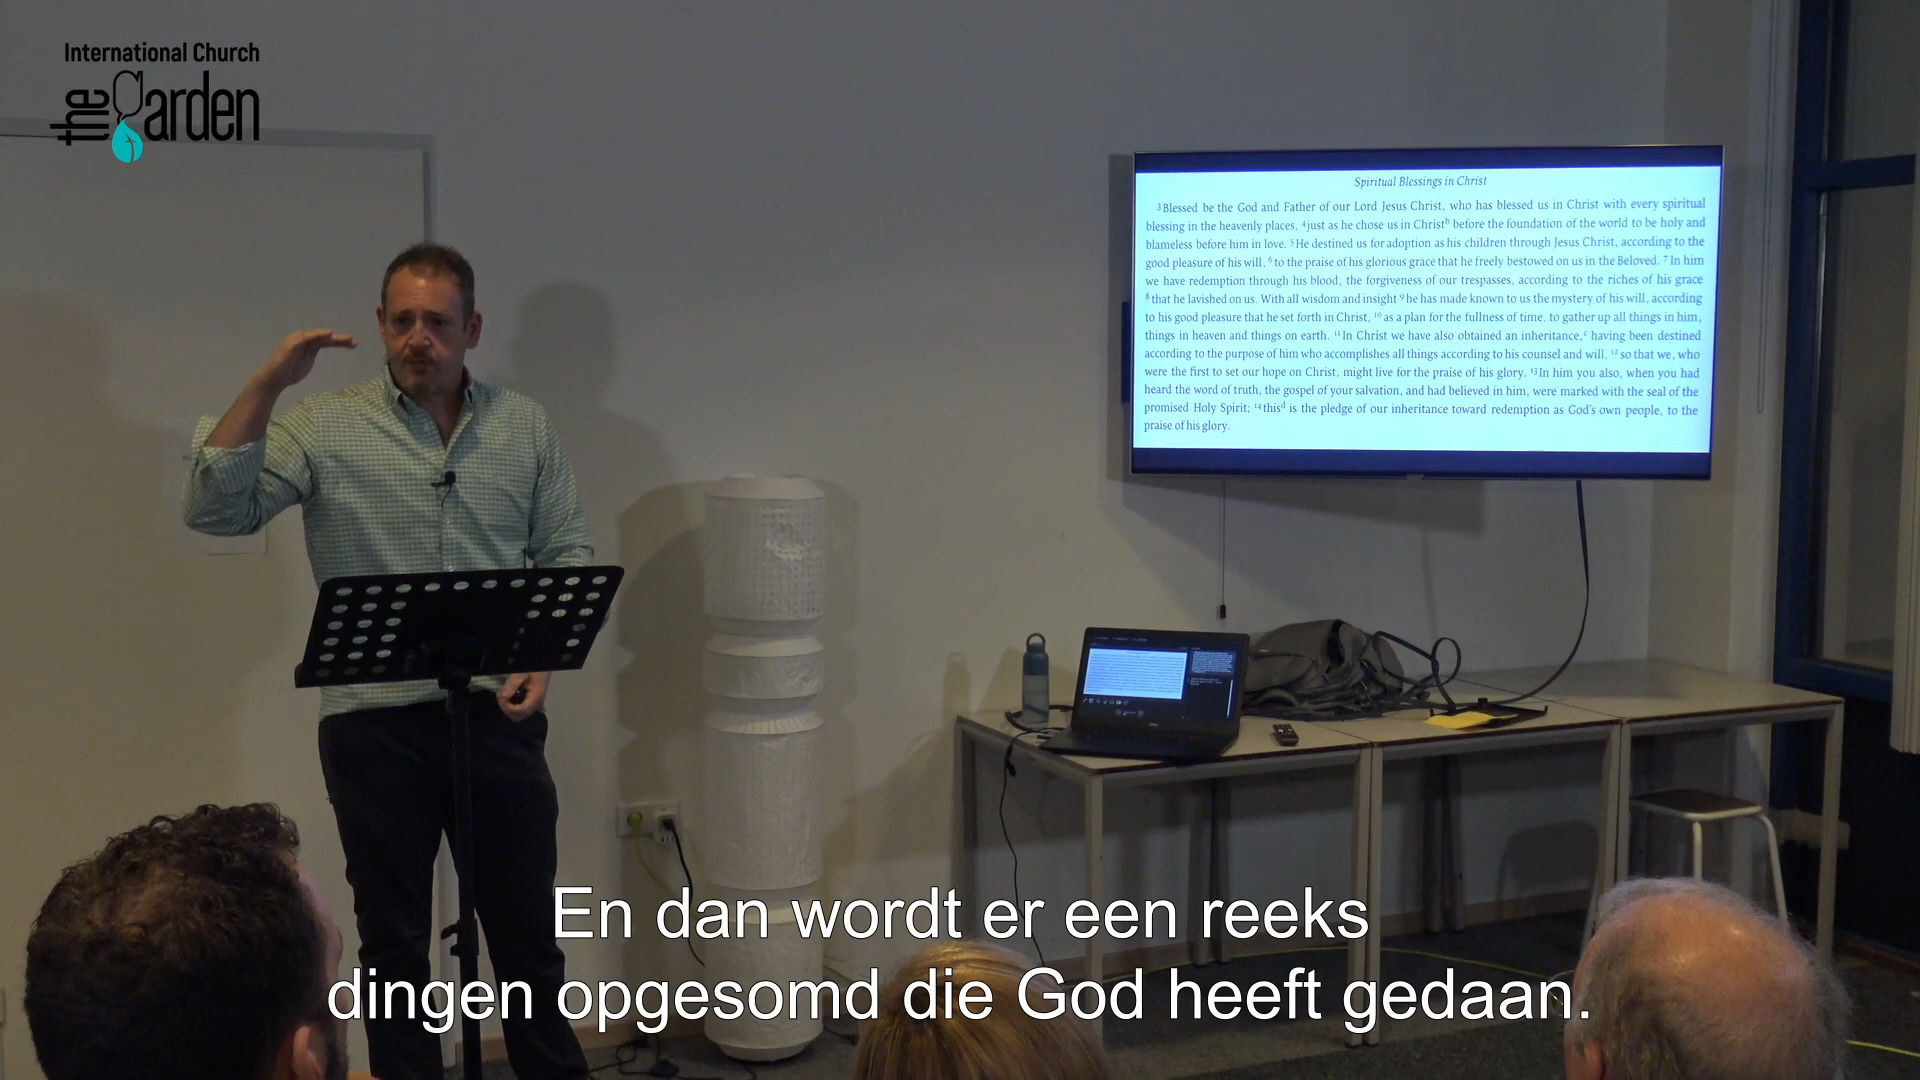 International Church
the Garden
Spiritual Blessings in Christ
3 Blessed be the God and Father of our Lord Jesus Christ, who has blessed us in Christ with every spiritual
blessing in the heavenly places, 4 just as he chose us in Christ b before the foundation of the world to be holy and
blameless before him in love. 5 He destined us for adoption as his children through Jesus Christ, according to the
good pleasure of his will, 6 to the praise of his glorious grace that he freely bestowed on us in the Beloved. 7 In him
we have redemption through his blood, the forgiveness of our trespasses, according to the riches of his grace
8 that he lavished on us. With all wisdom and insight 9 he has made known to us the mystery of his will, according
to his good pleasure that he set forth in Christ, 10 as a plan for the fullness of time, to gather up all things in him,
things in heaven and things on earth. 11 In Christ we have also obtained an inheritance, c having been destined
according to the purpose of him who accomplishes all things according to his counsel and will, 12 so that we, who
were the first to set our hope on Christ, might live for the praise of his glory. 13 In him you also, when you had
heard the word of truth, the gospel of your salvation, and had believed in him, were marked with the seal of the
promised Holy Spirit; 14 this d is the pledge of our inheritance toward redemption as God's own people, to the
praise of his glory.
En dan wordt er een reeks
dingen opgesomd die God heeft gedaan.